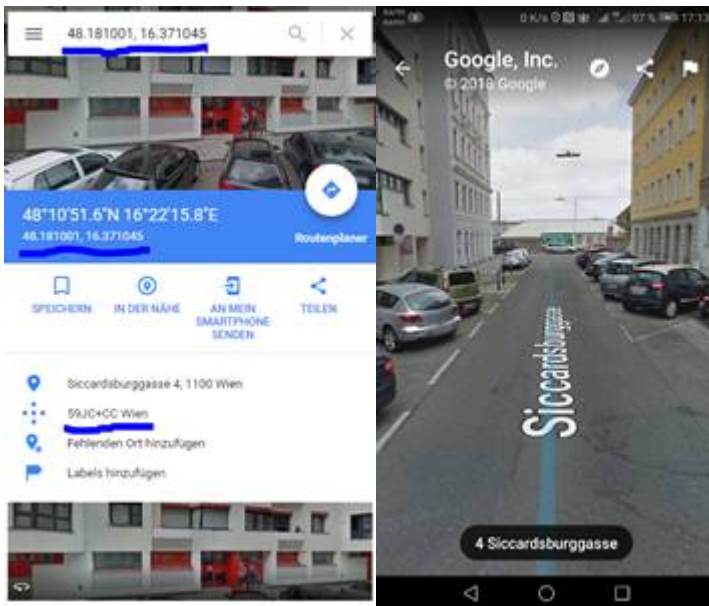 48.181001, 16.371045
48°10'51.6"N 16°22'15.8"E
48.181001, 16.371045
Routenplaner
SPEICHERN
IN DER NÄHE
AN MEIN
SMARTPHONE
SENDEN
TEILEN
Siccardsburggasse 4, 1100 Wien
59JC+CC Wien
Fehlenden Ort hinzufügen
Labels hinzufügen
0 K/s
97 %
17:13
Google, Inc.
© 2018 Google
Siccardsburggasse
4 Siccardsburggasse